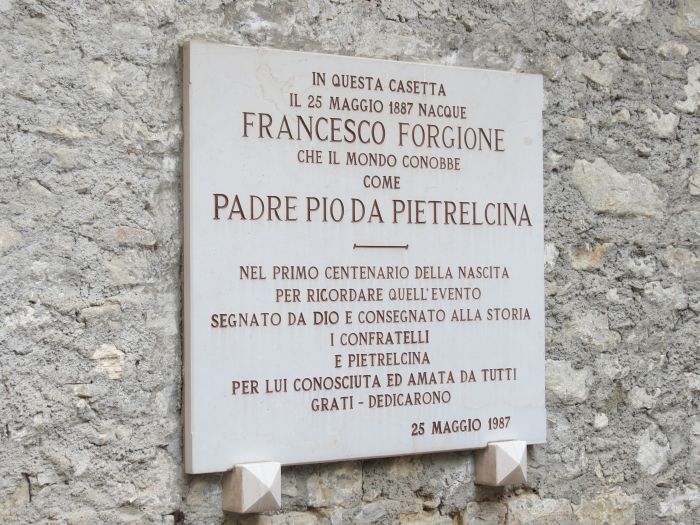 IN QUESTA CASETTA
IL 25 MAGGIO 1887 NACQUE
FRANCESCO FORGIONE
CHE IL MONDO CONOBBE
COME
PADRE PIO DA PIETRELCINA
NEL PRIMO CENTENARIO DELLA NASCITA
PER RICORDARE QUELL'EVENTO
SEGNATO DA DIO E CONSEGNATO ALLA STORIA
I CONFRATELLI
E PIETRELCINA
PER LUI CONOSCIUTA ED AMATA DA TUTTI
GRATI - DEDICARONO
25 MAGGIO 1987